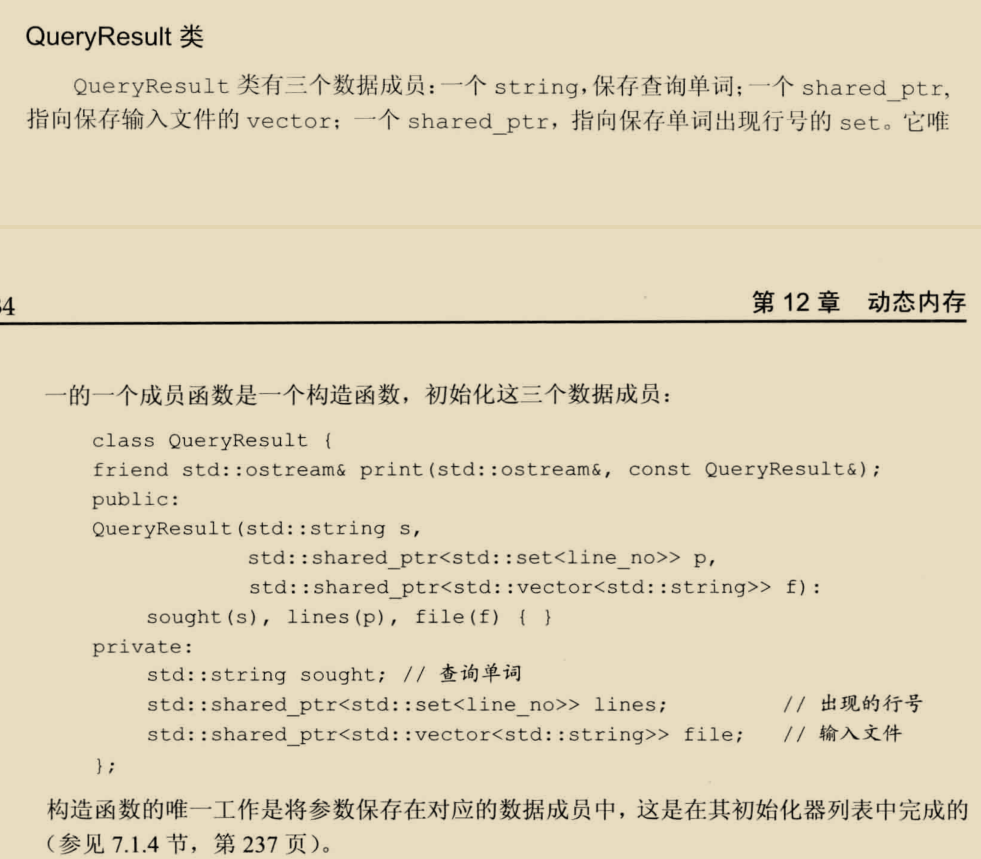 QueryResult 类
QueryResult 类有三个数据成员:一个 string,保存查询单词;一个 shared_ptr,
指向保存输入文件的 vector;一个 shared_ptr,指向保存单词出现行号的 set。它唯
第 12 章 动态内存
一的一个成员函数是一个构造函数,初始化这三个数据成员:
class QueryResult {
friend std::ostream& print(std::ostream&, const QueryResult&);
public:
QueryResult(std::string s,
std::shared_ptr<std::set<line_no>> p,
std::shared_ptr<std::vector<std::string>> f):
sought(s), lines(p), file(f) { }
private:
std::string sought; // 查询单词
std::shared_ptr<std::set<line_no>> lines; // 出现的行号
std::shared_ptr<std::vector<std::string>> file; // 输入文件
};
构造函数的唯一工作是将参数保存在对应的数据成员中,这是在其初始化器列表中完成的
(参见 7.1.4 节,第 237 页)。